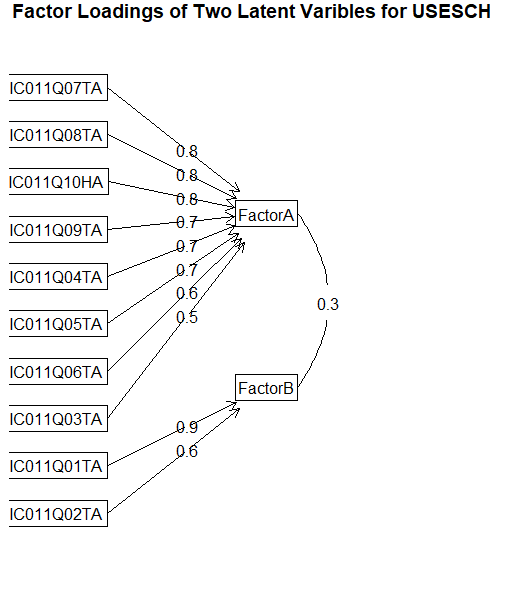 Factor Loadings of Two Latent Varibles for USESCH
IC011Q07TA
IC011Q08TA
IC011Q10HA
IC011Q09TA
IC011Q04TA
IC011Q05TA
IC011Q06TA
IC011Q03TA
IC011Q01TA
IC011Q02TA
0.8
0.8
0.8
0.7
0.7
0.7
0.6
0.5
0.9
0.6
FactorA
FactorB
0.3